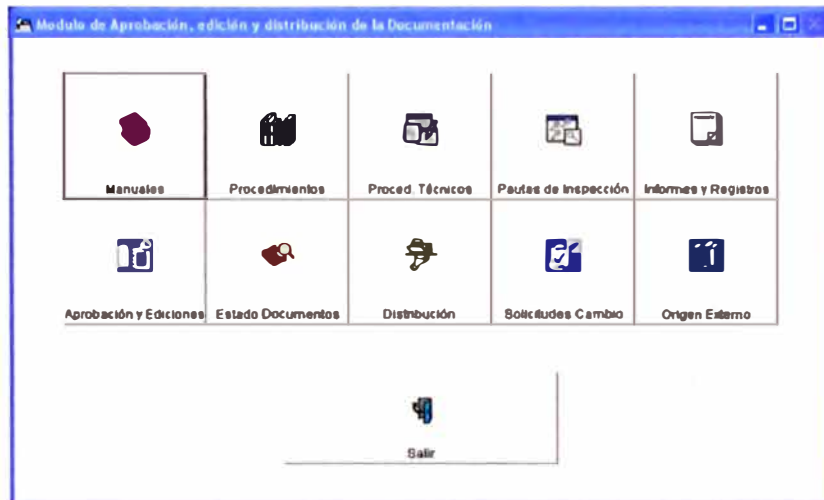 Modulo de Aprobación, edición y distribución de la Documentación
Manuales Procedimientos Proced. Técnicos Pautas de Inspección Informes y Registros
Aprobación y Ediciones Estado Documentos Distribución Solicitudes Cambio Origen Externo
Salir